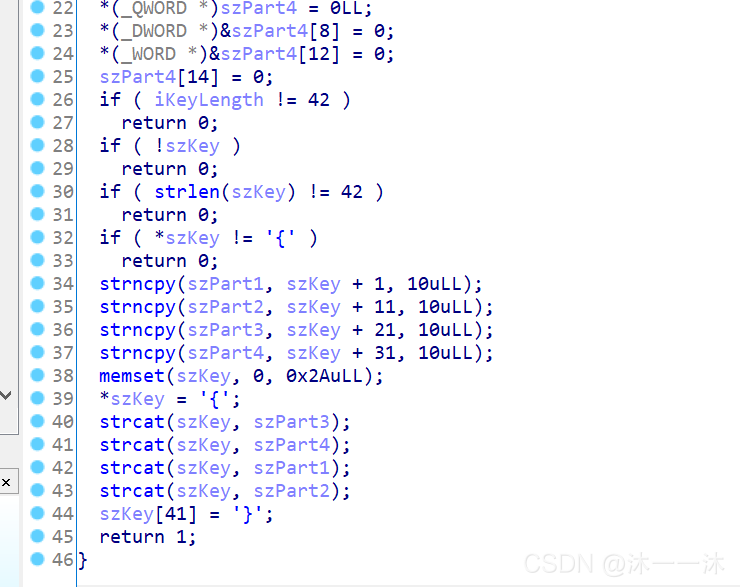 22 *(_QWORD *)szPart4 = 0LL;
23 *(_DWORD *)&szPart4[8] = 0;
24 *(_WORD *)&szPart4[12] = 0;
25 szPart4[14] = 0;
26 if ( iKeyLength != 42 )
27 return 0;
28 if ( !szKey )
29 return 0;
30 if ( strlen(szKey) != 42 )
31 return 0;
32 if ( *szKey != '{' )
33 return 0;
34 strncpy(szPart1, szKey + 1, 10uLL);
35 strncpy(szPart2, szKey + 11, 10uLL);
36 strncpy(szPart3, szKey + 21, 10uLL);
37 strncpy(szPart4, szKey + 31, 10uLL);
38 memset(szKey, 0, 0x2AuLL);
39 *szKey = '{';
40 strcat(szKey, szPart3);
41 strcat(szKey, szPart4);
42 strcat(szKey, szPart1);
43 strcat(szKey, szPart2);
44 szKey[41] = '}';
45 return 1;
46 }
CSDN @沐一一沐